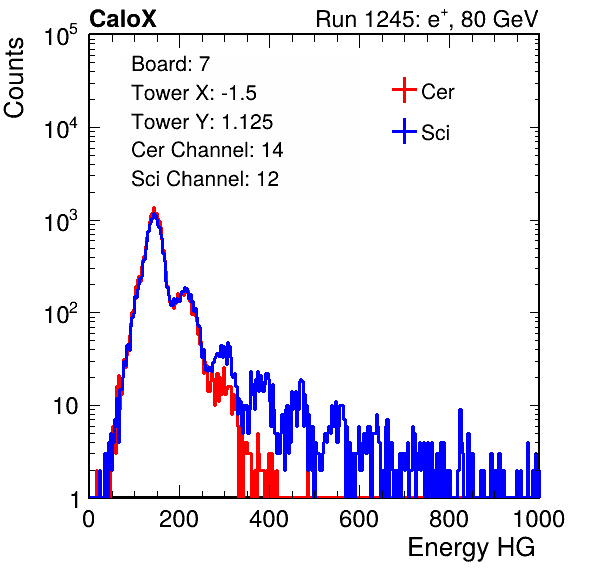 CaloX Run 1245: e⁺, 80 GeV
Counts
Board: 7
Tower X: -1.5
Tower Y: 1.125
Cer Channel: 14
Sci Channel: 12
Cer
Sci
10⁵
10⁴
10³
10²
10
1
0 200 400 600 800 1000
Energy HG